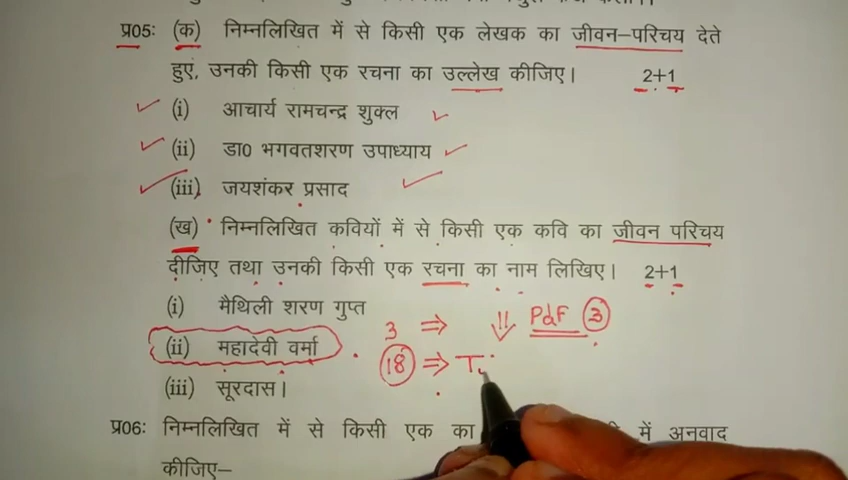 प्र05: (क) निम्नलिखित में से किसी एक लेखक का जीवन-परिचय देते
हुए, उनकी किसी एक रचना का उल्लेख कीजिए। 2+1
(i) आचार्य रामचन्द्र शुक्ल
(ii) डा0 भगवतशरण उपाध्याय
(iii) जयशंकर प्रसाद
(ख) निम्नलिखित कवियों में से किसी एक कवि का जीवन परिचय
दीजिए तथा उनकी किसी एक रचना का नाम लिखिए। 2+1
(i) मैथिली शरण गुप्त
3 ⇒ ⇓ PdF 3
(ii) महादेवी वर्मा
18 ⇒
(iii) सूरदास।
प्र06: निम्नलिखित में से किसी एक का में अनुवाद
कीजिए-